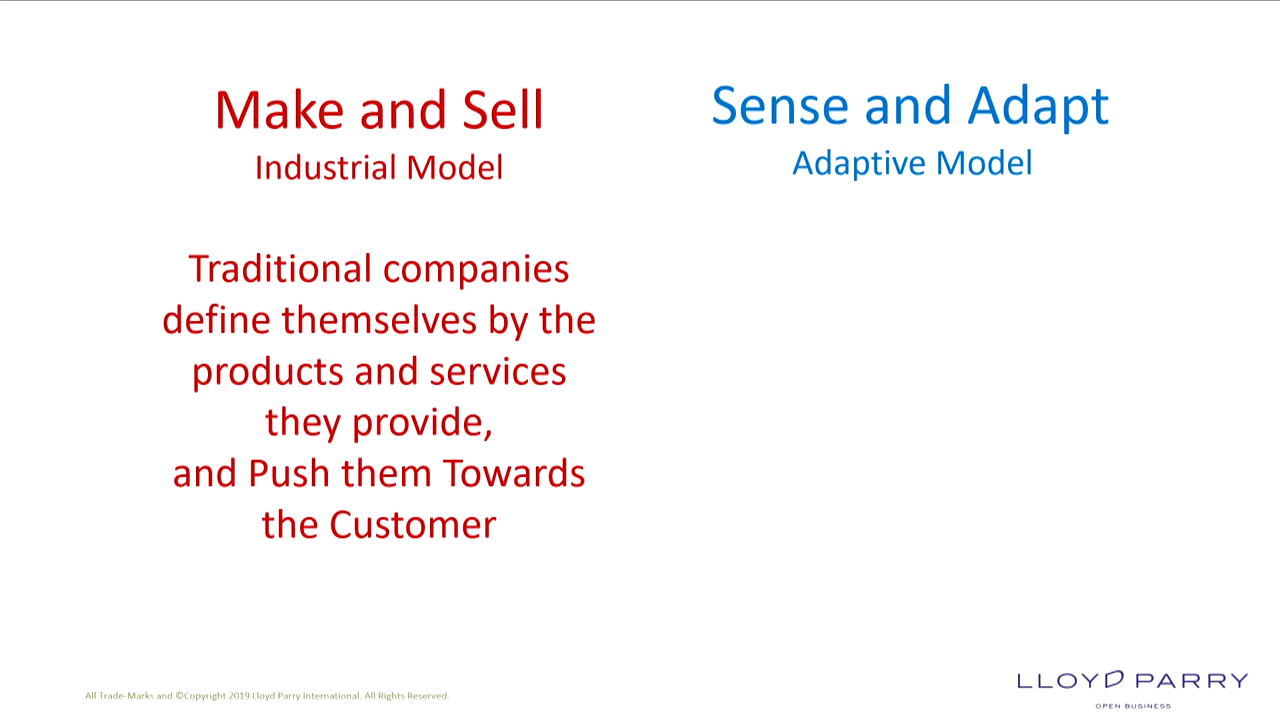 Make and Sell
Industrial Model
Traditional companies
define themselves by the
products and services
they provide,
and Push them Towards
the Customer
Sense and Adapt
Adaptive Model
All Trade-Marks and ©Copyright 2019 Lloyd Parry International. All Rights Reserved.
LLOYD PARRY
OPEN BUSINESS